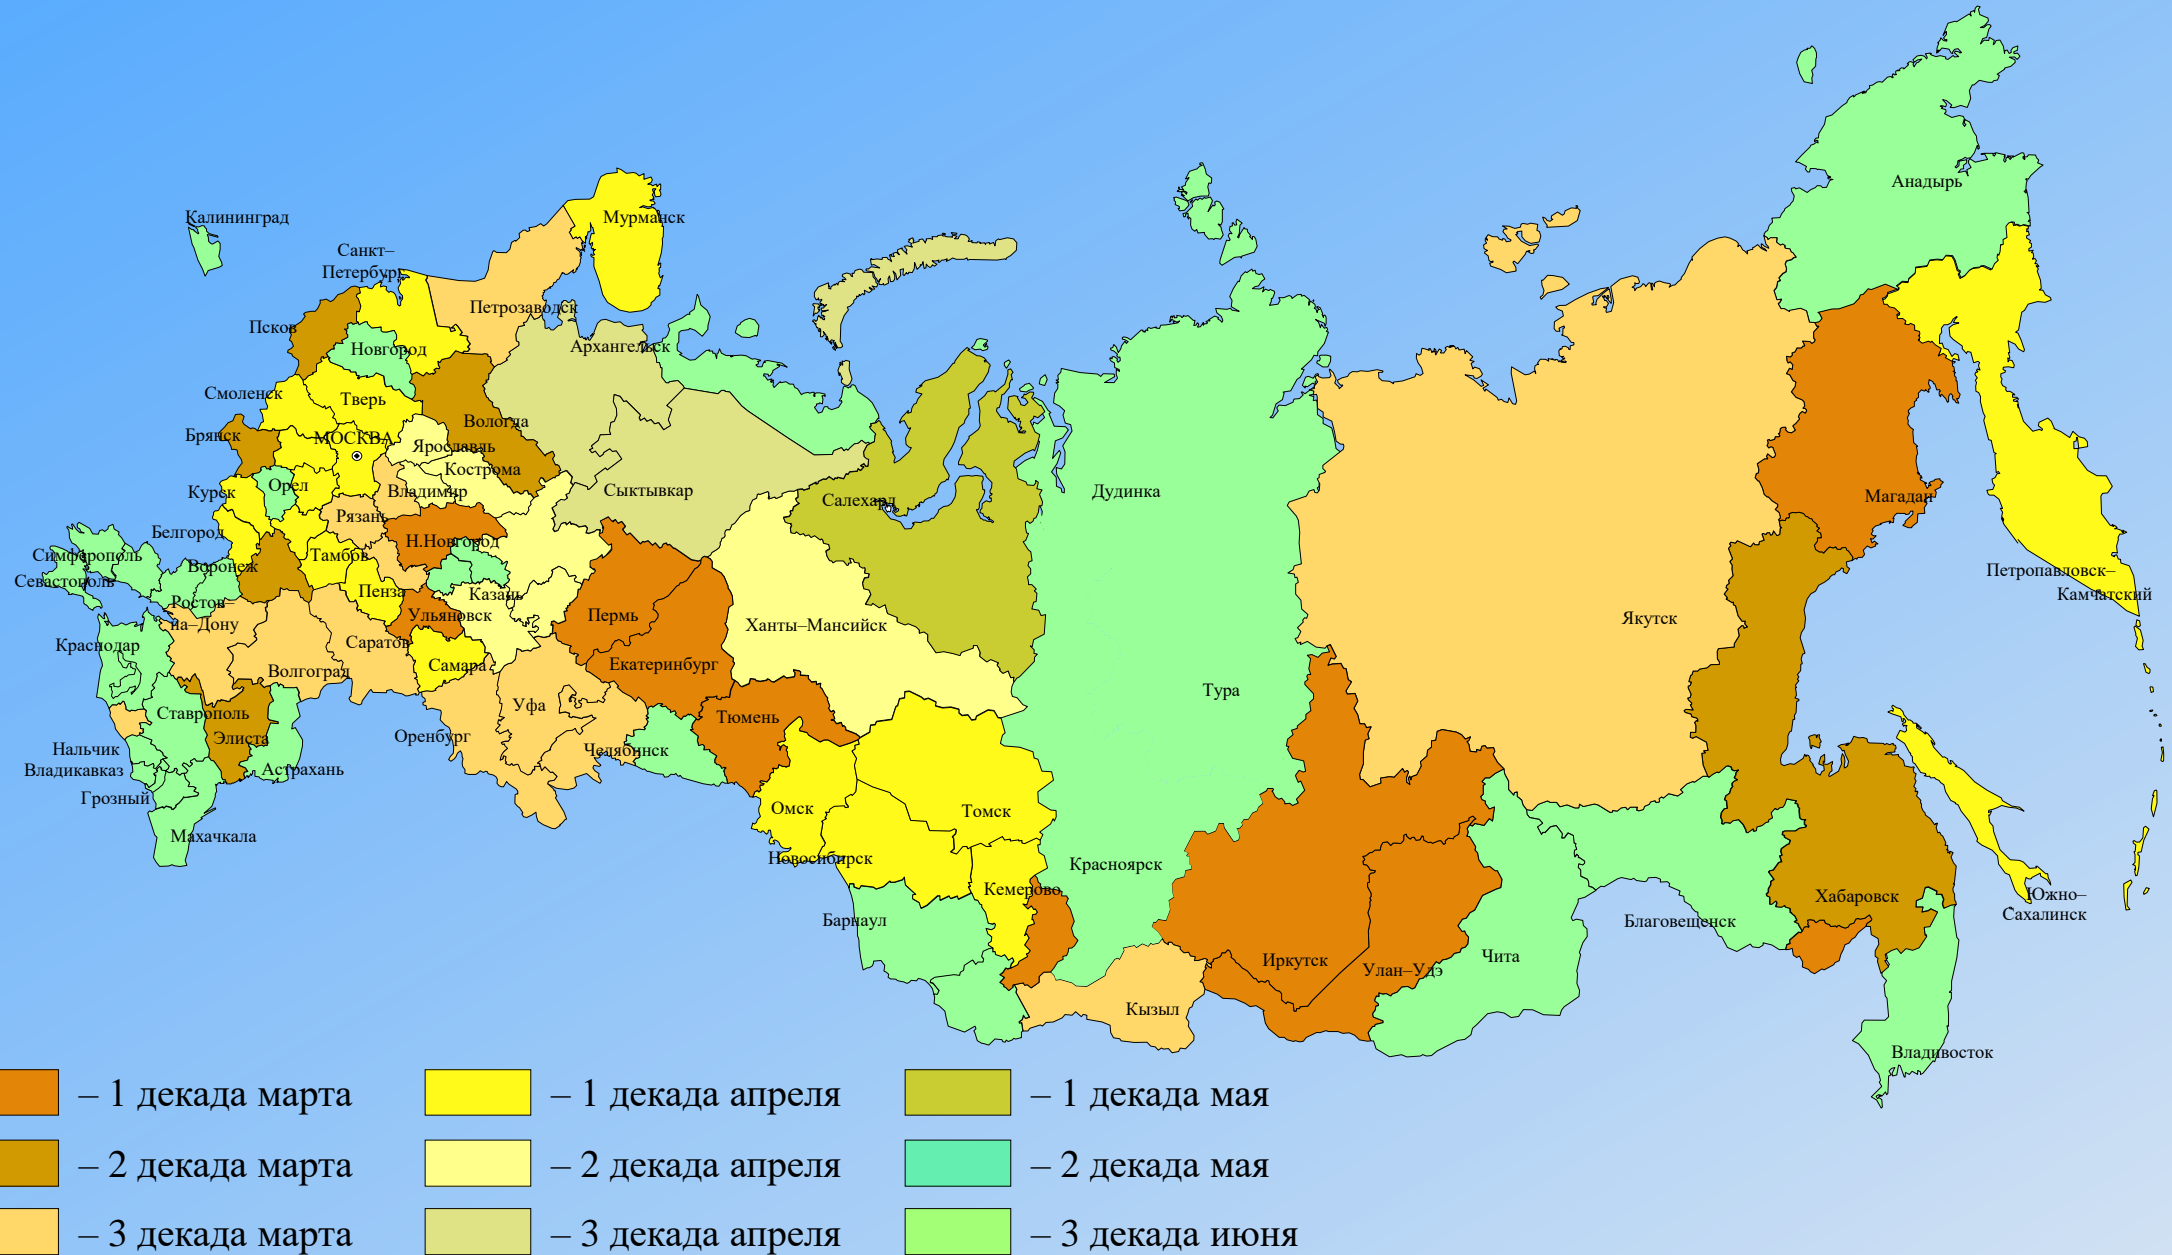 Анадырь
Калининград
Мурманск
Санкт–
Петербург
Петрозаводск
Псков
Новгород
Архангельск
Смоленск
Тверь
Вологда
Брянск
МОСКВА
Ярославль
Кострома
Орел
Курск
Владимир
Сыктывкар
Салехард
Дудинка
Магадан
Рязань
Белгород
Н.Новгород
Симферополь
Тамбов
Воронеж
Севастополь
Петропавловск–
Камчатский
Пенза
Казань
Ростов–
на–Дону
Ульяновск
Пермь
Ханты–Мансийск
Якутск
Краснодар
Саратов
Самара
Екатеринбург
Волгоград
Тура
Уфа
Ставрополь
Тюмень
Элиста
Оренбург
Нальчик
Челябинск
Владикавказ
Астрахань
Грозный
Омск
Томск
Махачкала
Новосибирск
Красноярск
Кемерово
Хабаровск
Южно–
Сахалинск
Барнаул
Благовещенск
Иркутск
Улан–Удэ
Чита
Кызыл
Владивосток
– 1 декада марта
– 1 декада апреля
– 1 декада мая
– 2 декада марта
– 2 декада апреля
– 2 декада мая
– 3 декада марта
– 3 декада апреля
– 3 декада июня